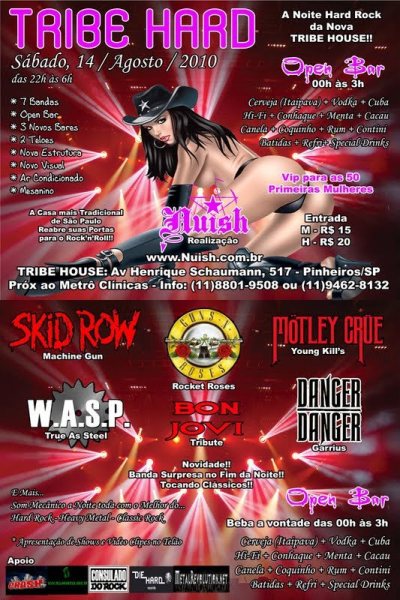 TRIBE HARD
Sábado, 14 / Agosto / 2010
das 22h às 6h
A Noite Hard Rock
da Nova
TRIBE HOUSE!!
Open Bar
00h às 3h
Cerveja (Itaipava) + Vodka + Cuba
Hi-Fi + Conhaque + Menta + Cacau
Canela + Coquinho + Rum + Contini
Batidas + Refri + Special Drinks
* 7 Bandas
* Open Bar
* 3 Novos Bares
* 2 Telões
* Nova Estrutura
* Novo Visual
* Ar Condicionado
* Mesanino
Vip para as 50
Primeiras Mulheres
A Casa mais Tradicional
de São Paulo
Reabre suas Portas
para o Rock'n'Roll!!
Nuish
Realização
Entrada
M - R$ 15
H - R$ 20
www.Nuish.com.br
TRIBE HOUSE: Av Henrique Schaumann, 517 - Pinheiros/SP
Próx ao Metrô Clínicas - Info: (11)8801-9508 ou (11)9462-8132
SKID ROW
Machine Gun
GUNS N' ROSES
Rocket Roses
MÖTLEY CRÜE
Young Kill's
W.A.S.P.
True As Steel
BON
JOVI
Tribute
DANGER
DANGER
Garrius
Novidade!!
Banda Surpresa no Fim da Noite!!
Tocando Clássicos!!
E Mais...
Som Mecânico a Noite toda com o Melhor do...
Hard Rock - Heavy Metal - Classic Rock
* Apresentação de Shows e Vídeo Clipes no Telão
Open Bar
Beba a vontade das 00h às 3h
Cerveja (Itaipava) + Vodka + Cuba
Hi-Fi + Conhaque + Menta + Cacau
Canela + Coquinho + Rum + Contini
Batidas + Refri + Special Drinks
Apoio
CONSULADO
DO ROCK
DIE HARD
METALREVOLUTION.NET